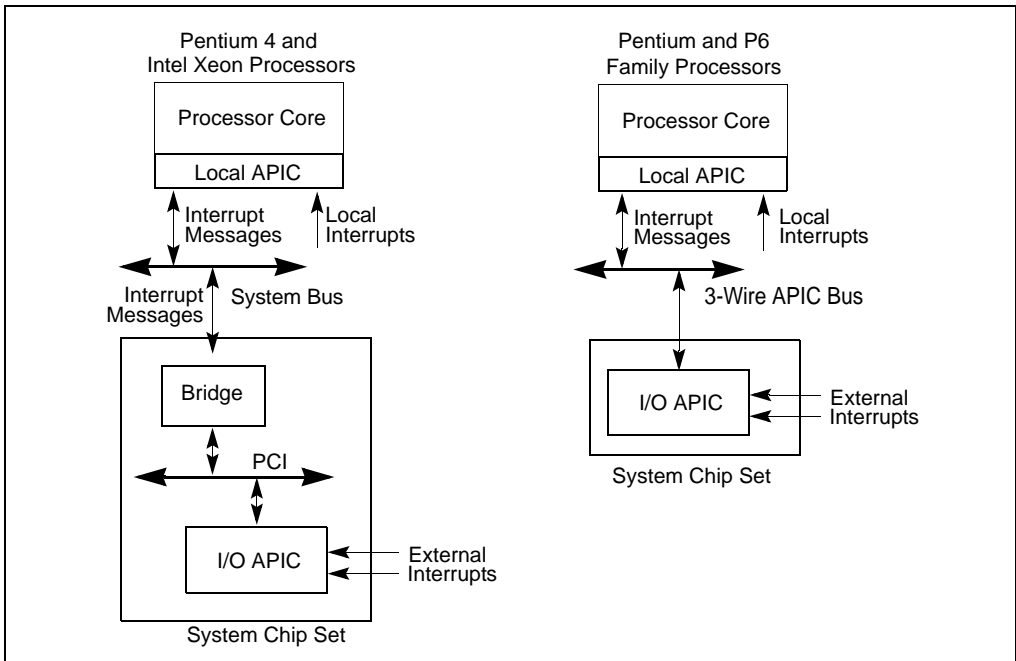 Pentium 4 and
Intel Xeon Processors
Processor Core
Local APIC
Interrupt
Messages
Local
Interrupts
Interrupt
Messages
System Bus
Bridge
PCI
I/O APIC
External
Interrupts
System Chip Set
Pentium and P6
Family Processors
Processor Core
Local APIC
Interrupt
Messages
Local
Interrupts
3-Wire APIC Bus
I/O APIC
External
Interrupts
System Chip Set